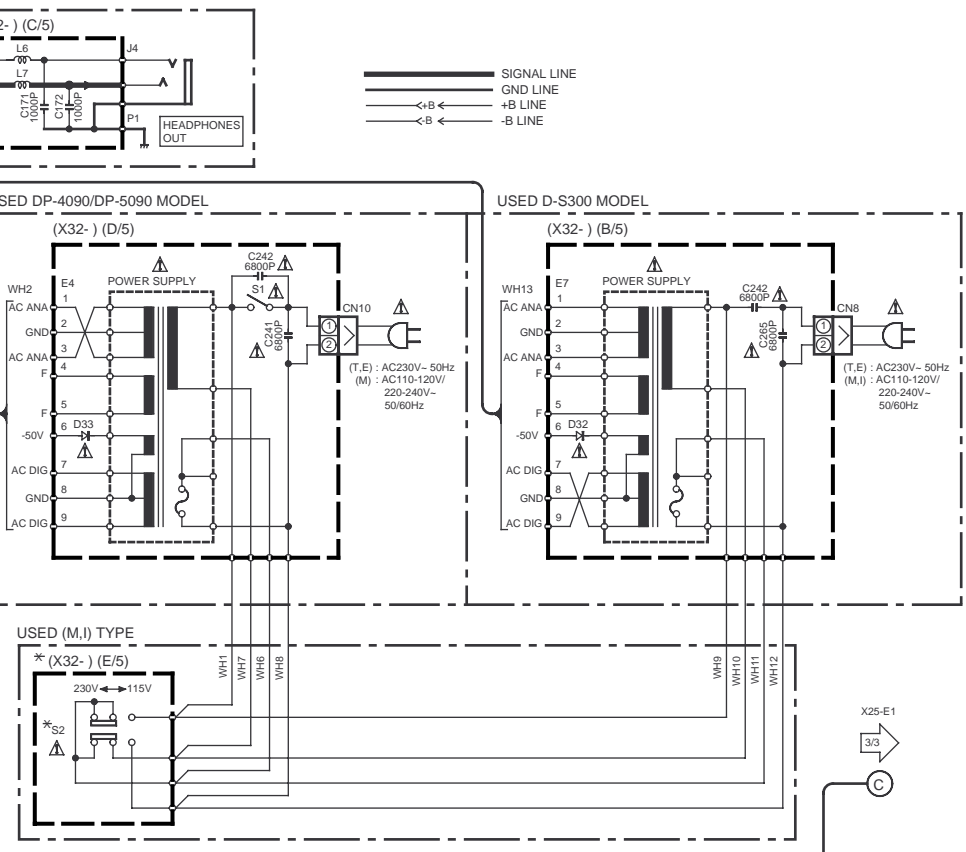 2- ) (C/5)
L6
J4
L7
C171
1000P
C172
1000P
P1
HEADPHONES
OUT
SIGNAL LINE
GND LINE
+B
+B LINE
-B
-B LINE
SED DP-4090/DP-5090 MODEL
(X32- ) (D/5)
WH2
E4
POWER SUPPLY
C242
6800P
S1
C241
6800P
CN10
1
2
AC ANA
1
GND
2
AC ANA
3
F
4
F
5
-50V
6
D33
AC DIG
7
GND
8
AC DIG
9
(T,E) : AC230V~ 50Hz
(M) : AC110-120V/
220-240V~
50/60Hz
USED D-S300 MODEL
(X32- ) (B/5)
WH13
E7
POWER SUPPLY
C242
6800P
C265
6800P
CN8
1
2
AC ANA
1
GND
2
AC ANA
3
F
4
F
5
-50V
6
D32
AC DIG
7
GND
8
AC DIG
9
(T,E) : AC230V~ 50Hz
(M,I) : AC110-120V/
220-240V~
50/60Hz
USED (M,I) TYPE
* (X32- ) (E/5)
230V
115V
*S2
WH1
WH7
WH6
WH8
WH9
WH10
WH11
WH12
X25-E1
3/3
C